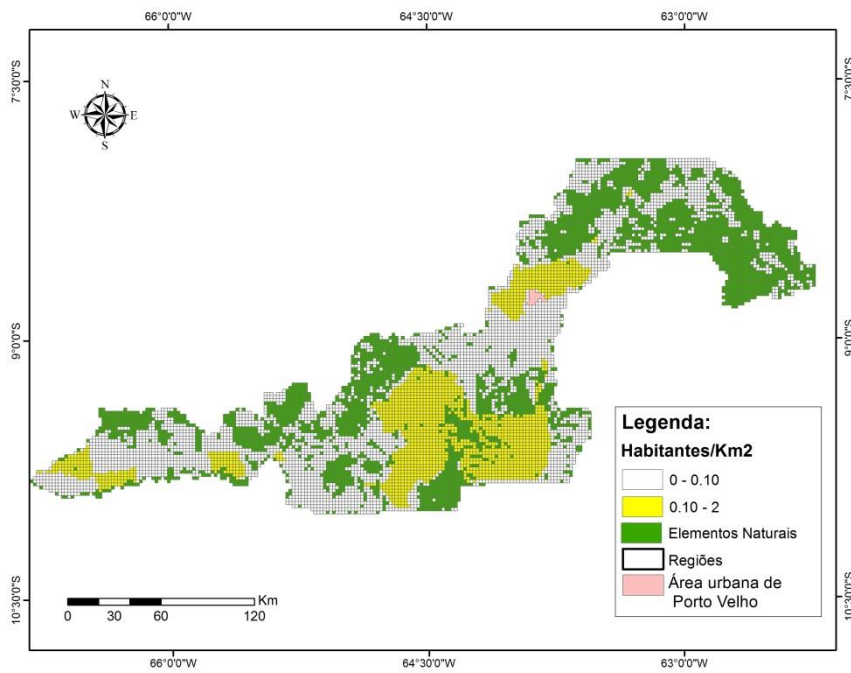 66°0'0"W 64°30'0"W 63°0'0"W
7°30'0"S 7°30'0"S
N
W E
S
9°0'0"S 9°0'0"S
Legenda:
Habitantes/Km2
0 - 0.10
0.10 - 2
Elementos Naturais
Regiões
Área urbana de
Porto Velho
Km
0 30 60 120
10°30'0"S 10°30'0"S
66°0'0"W 64°30'0"W 63°0'0"W